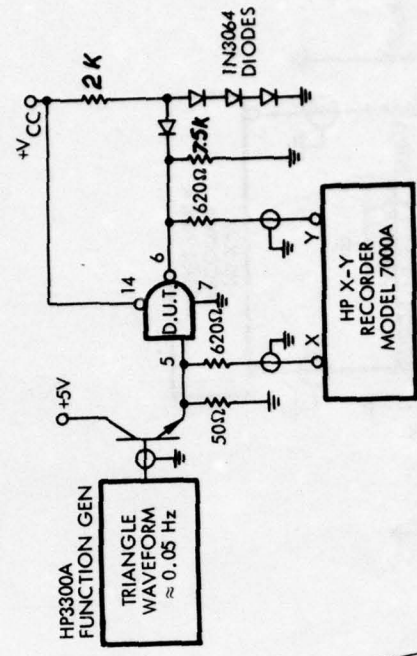 HP3300A
FUNCTION GEN
TRIANGLE
WAVEFORM
≈ 0.05 Hz
+5V
50Ω
5
620Ω
X
D.U.T.
14
7
6
+VCC
2K
620Ω
7.5K
Y
1N3064
DIODES
HP X-Y
RECORDER
MODEL 7000A